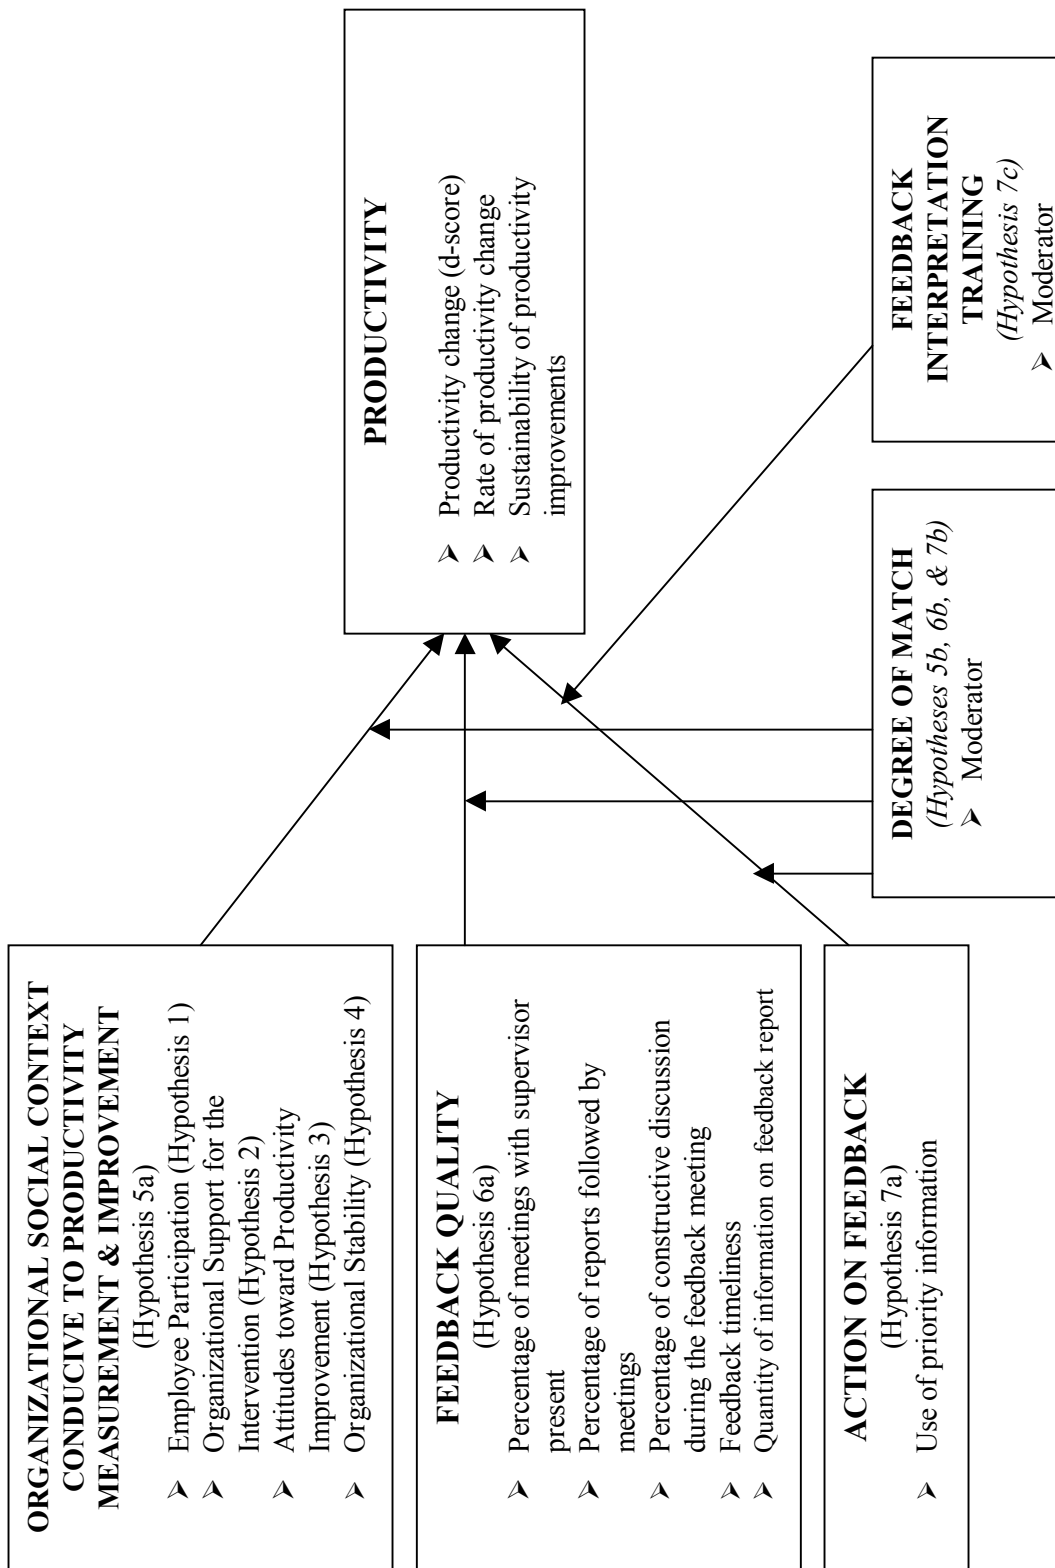 ORGANIZATIONAL SOCIAL CONTEXT
CONDUCIVE TO PRODUCTIVITY
MEASUREMENT & IMPROVEMENT
(Hypothesis 5a)
➢ Employee Participation (Hypothesis 1)
➢ Organizational Support for the
Intervention (Hypothesis 2)
➢ Attitudes toward Productivity
Improvement (Hypothesis 3)
➢ Organizational Stability (Hypothesis 4)
FEEDBACK QUALITY
(Hypothesis 6a)
➢ Percentage of meetings with supervisor
present
➢ Percentage of reports followed by
meetings
➢ Percentage of constructive discussion
during the feedback meeting
➢ Feedback timeliness
➢ Quantity of information on feedback report
ACTION ON FEEDBACK
(Hypothesis 7a)
➢ Use of priority information
PRODUCTIVITY
➢ Productivity change (d-score)
➢ Rate of productivity change
➢ Sustainability of productivity
improvements
DEGREE OF MATCH
(Hypotheses 5b, 6b, & 7b)
➢ Moderator
FEEDBACK
INTERPRETATION
TRAINING
(Hypothesis 7c)
➢ Moderator